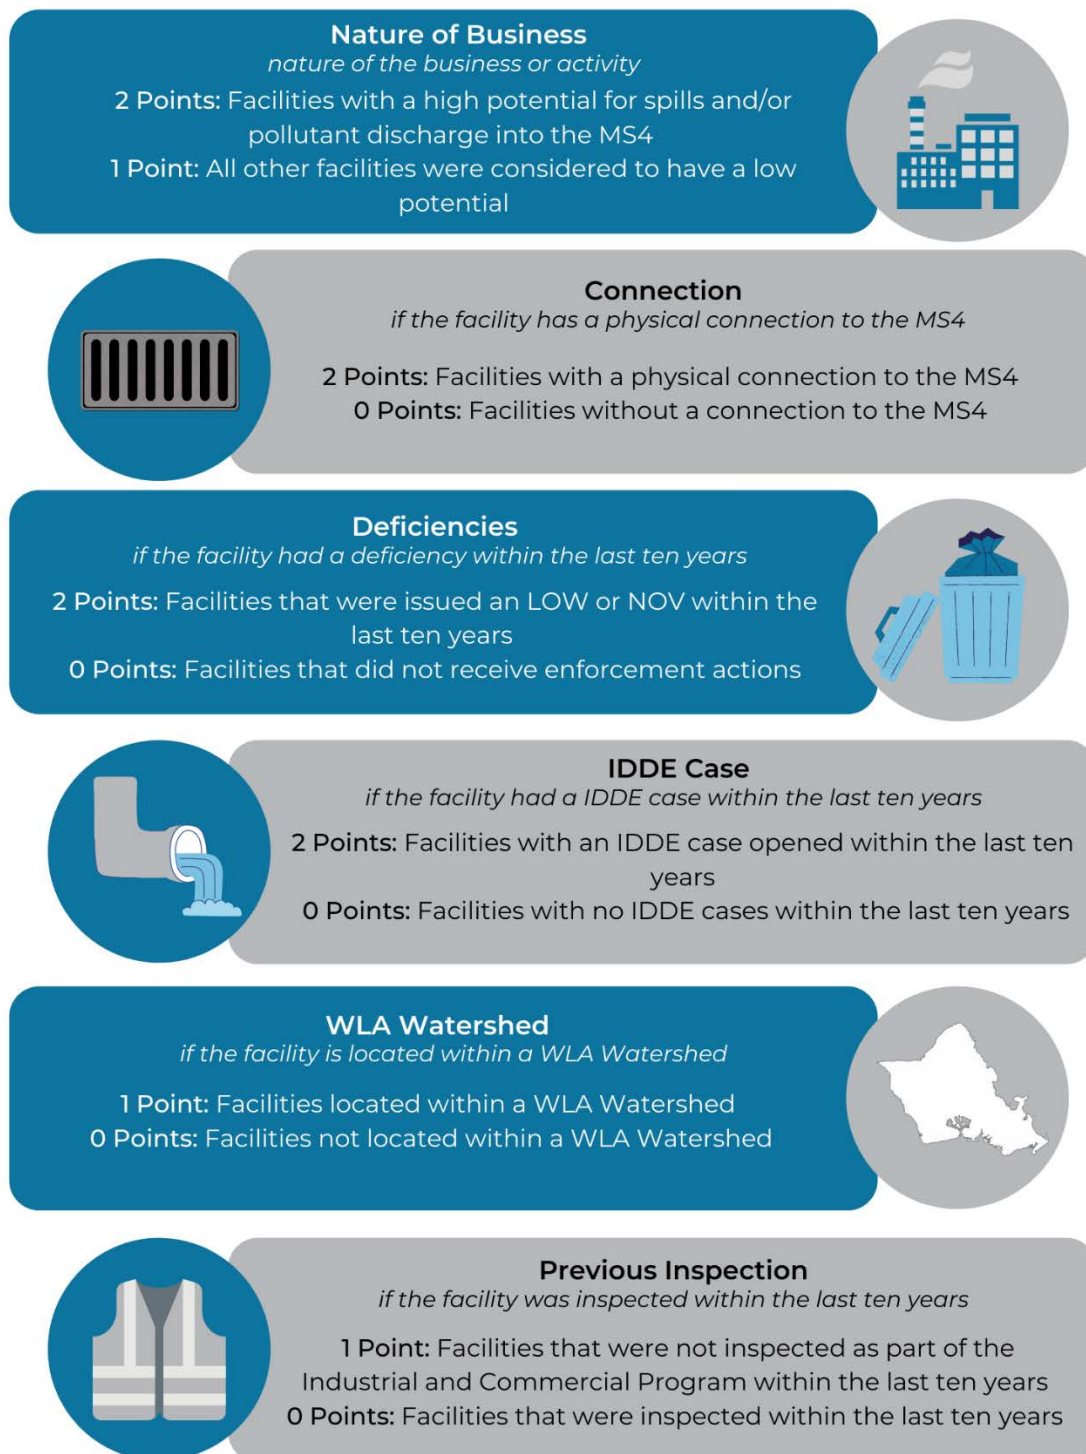 Nature of Business
nature of the business or activity
2 Points: Facilities with a high potential for spills and/or
pollutant discharge into the MS4
1 Point: All other facilities were considered to have a low
potential
Connection
if the facility has a physical connection to the MS4
2 Points: Facilities with a physical connection to the MS4
0 Points: Facilities without a connection to the MS4
Deficiencies
if the facility had a deficiency within the last ten years
2 Points: Facilities that were issued an LOW or NOV within the
last ten years
0 Points: Facilities that did not receive enforcement actions
IDDE Case
if the facility had a IDDE case within the last ten years
2 Points: Facilities with an IDDE case opened within the last ten
years
0 Points: Facilities with no IDDE cases within the last ten years
WLA Watershed
if the facility is located within a WLA Watershed
1 Point: Facilities located within a WLA Watershed
0 Points: Facilities not located within a WLA Watershed
Previous Inspection
if the facility was inspected within the last ten years
1 Point: Facilities that were not inspected as part of the
Industrial and Commercial Program within the last ten years
0 Points: Facilities that were inspected within the last ten years